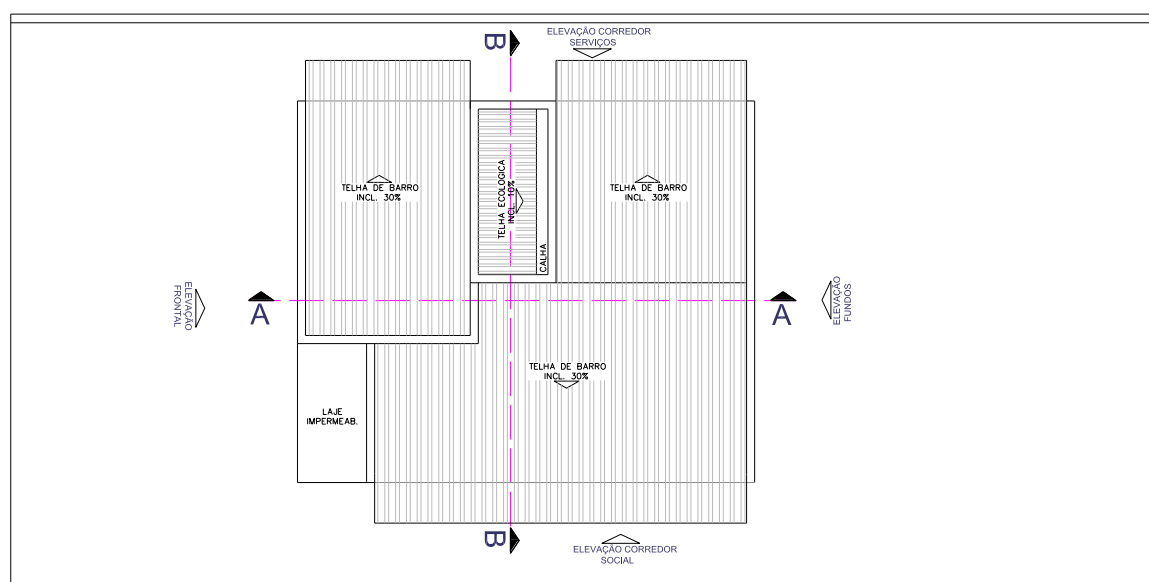 ELEVAÇÃO CORREDOR
SERVIÇOS
B
TELHA DE BARRO
INCL. 30%
TELHA ECOLOGICA
INCL. 10%
CALHA
TELHA DE BARRO
INCL. 30%
ELEVAÇÃO
FRONTAL
A
A
ELEVAÇÃO
FUNDOS
TELHA DE BARRO
INCL. 30%
LAJE
IMPERMEAB.
B
ELEVAÇÃO CORREDOR
SOCIAL